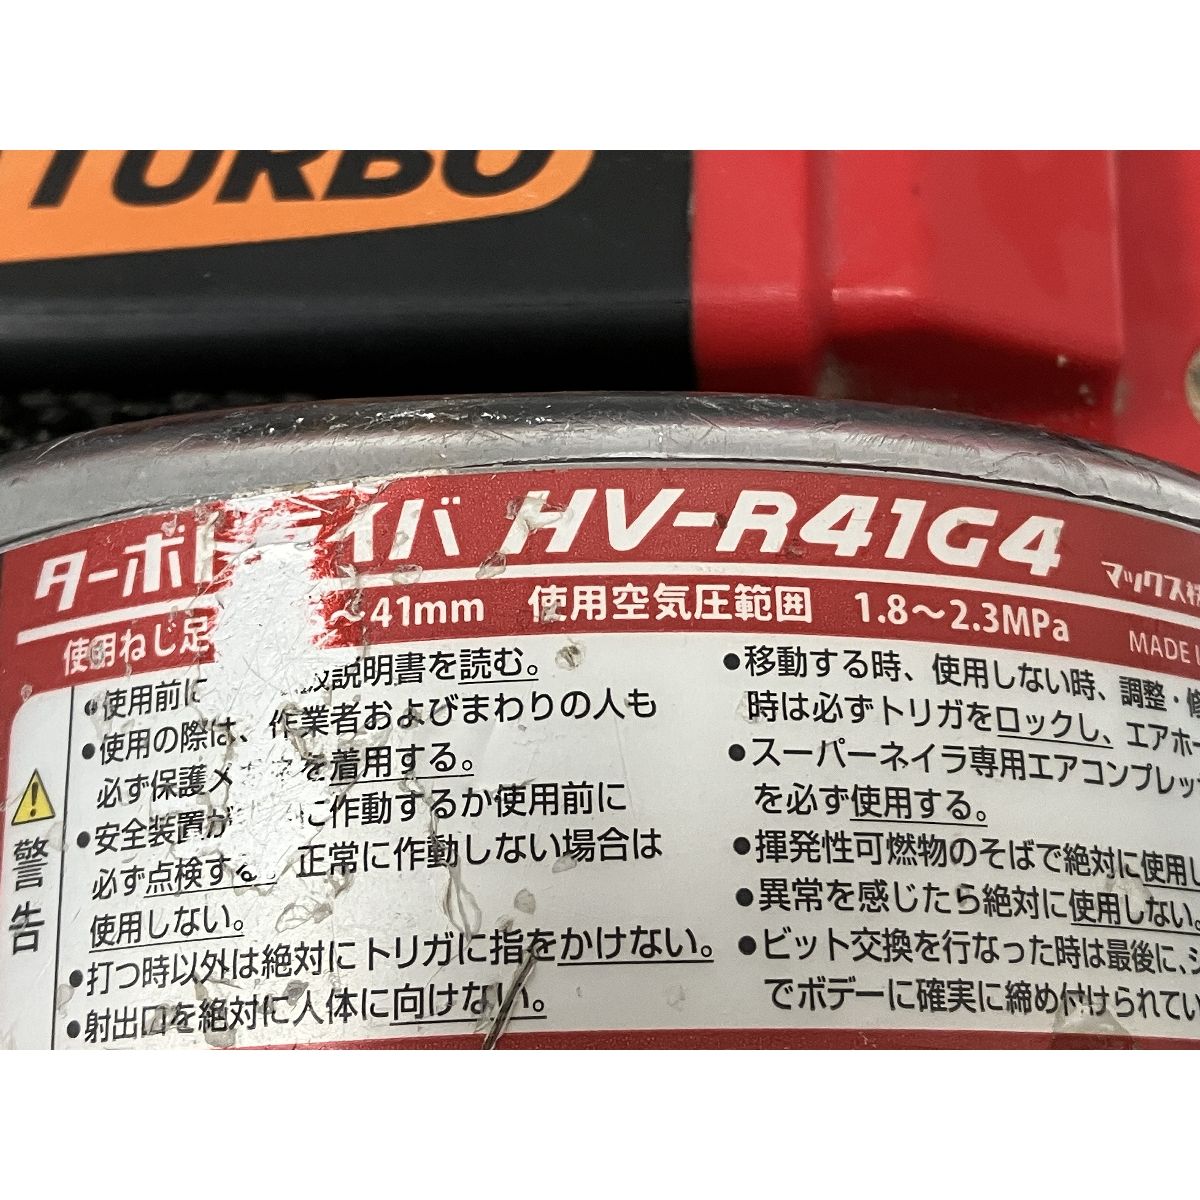 TURBO
ターボドライバ HV-R41G4 マックス株
使用ねじ足 ～41mm 使用空気圧範囲 1.8～2.3MPa MADE
警告
●使用前に 扱説明書を読む。
●使用の際は、作業者およびまわりの人も
必ず保護メガネを着用する。
●安全装置が に作動するか使用前に
必ず点検する。正常に作動しない場合は
使用しない。
●打つ時以外は絶対にトリガに指をかけない。
●射出口を絶対に人体に向けない。
●移動する時、使用しない時、調整・修
時は必ずトリガをロックし、エアホー
●スーパーネイラ専用エアコンプレッ
を必ず使用する。
●揮発性可燃物のそばで絶対に使用し
●異常を感じたら絶対に使用しない。
●ビット交換を行なった時は最後に、ジ
でボデーに確実に締め付けられてい